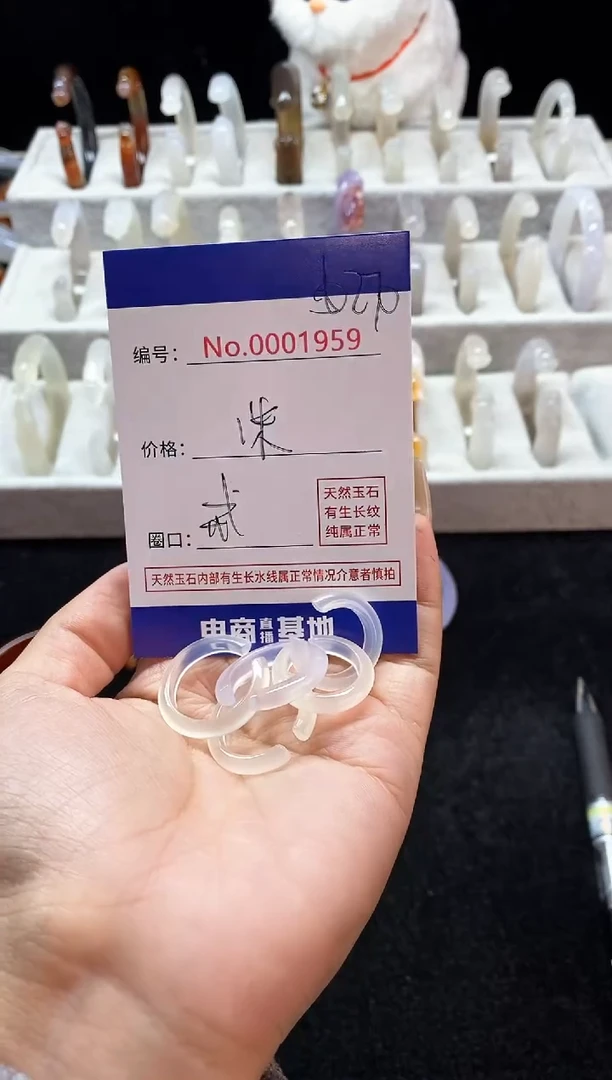 编号： No.0001959
价格：
圈口：
天然玉石
有生长纹
纯属正常
天然玉石内部有生长水线属正常情况介意者慎拍
电商直播基地